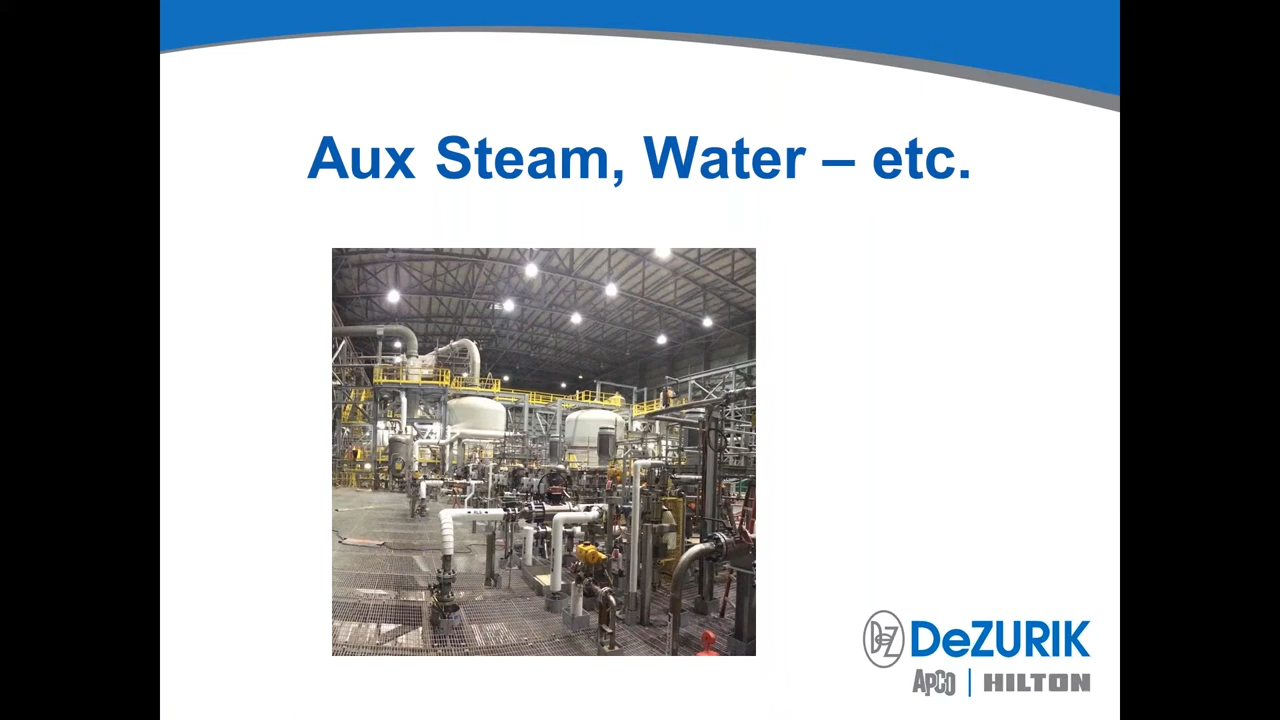 Aux Steam, Water – etc.
DeZURIK
APCO | HILTON